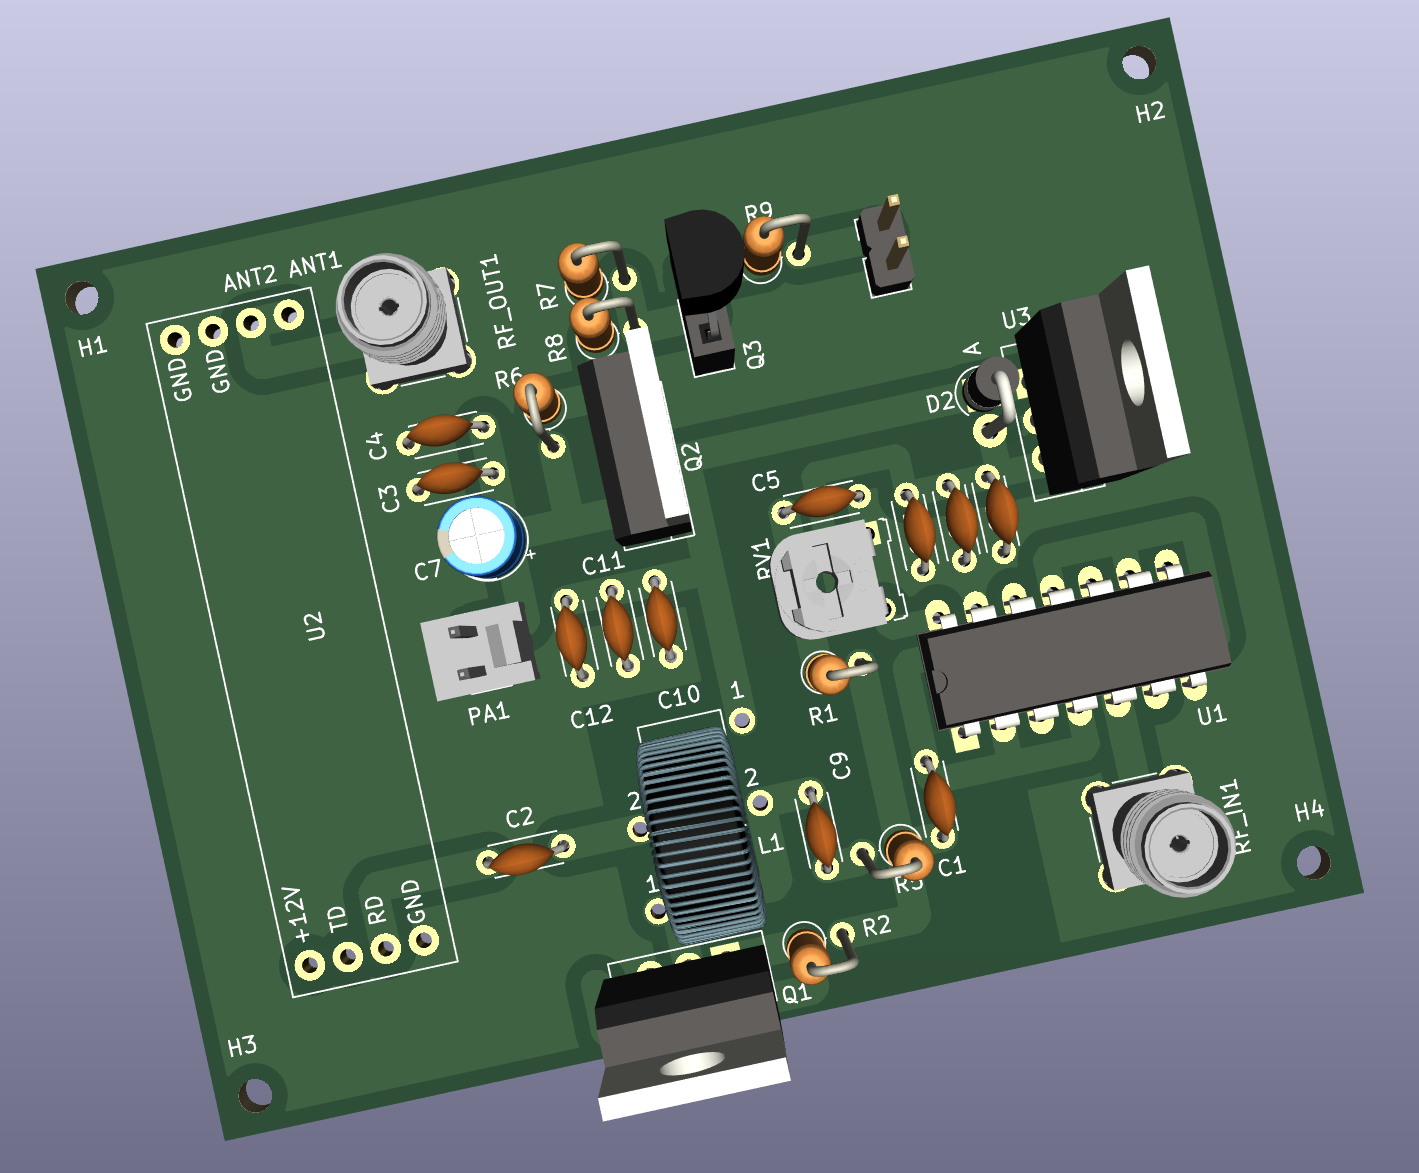 H2
R9
ANT2 ANT1
RF_OUT1
R7
U3
H1
GND
GND
R8
Q3
A
R6
D2
C4
Q2
C3
C5
+
C7
C11
RV1
U2
PA1
C12
C10
1
R1
U1
2
C9
2
C2
L1
RF_IN1
H4
1
C1
+12V
TD
RD
GND
R2
Q1
H3